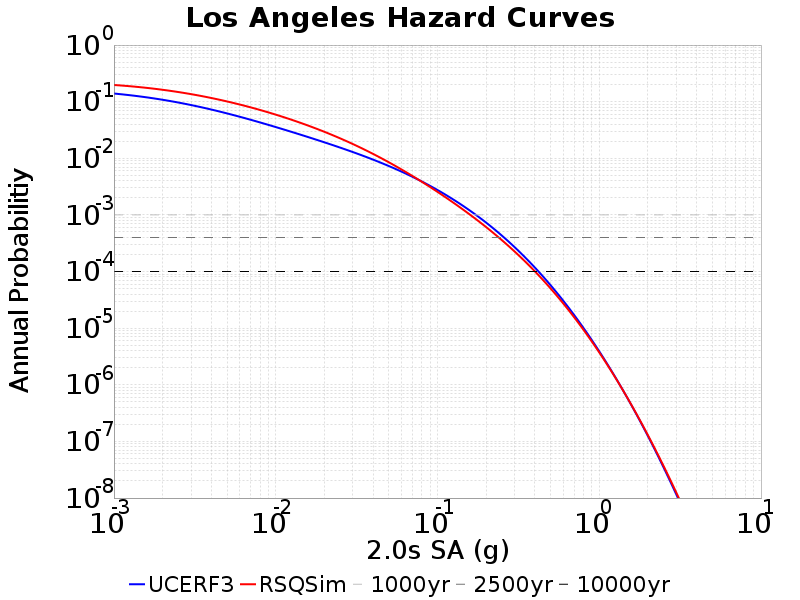 Los Angeles Hazard Curves
Annual Probabilitiy
10^0
10^-1
10^-2
10^-3
10^-4
10^-5
10^-6
10^-7
10^-8
10^-3 10^-2 10^-1 10^0 10^1
2.0s SA (g)
UCERF3 RSQSim 1000yr 2500yr 10000yr